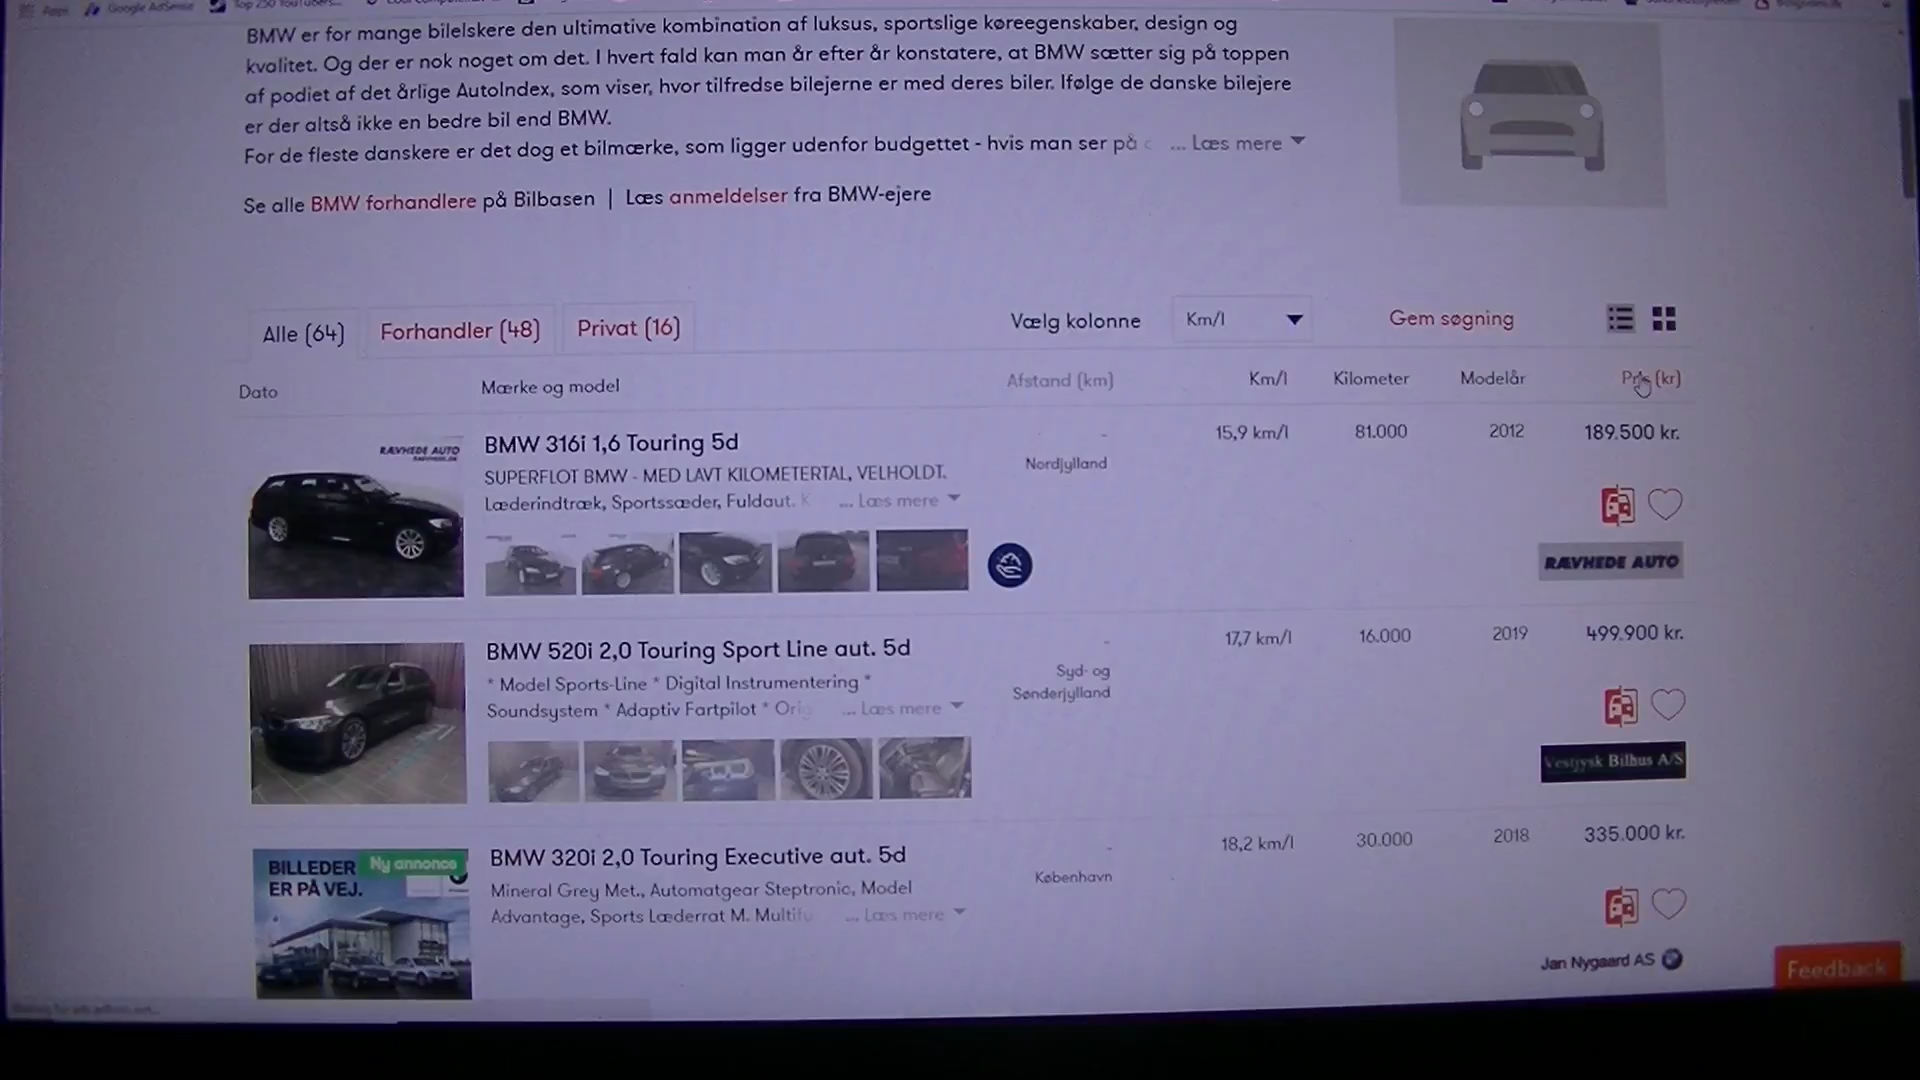 Apps Google AdSense Top 250 YouTubers...
BMW er for mange bilelskere den ultimative kombination af luksus, sportslige køreegenskaber, design og
kvalitet. Og der er nok noget om det. I hvert fald kan man år efter år konstatere, at BMW sætter sig på toppen
af podiet af det årlige AutoIndex, som viser, hvor tilfredse bilejerne er med deres biler. Ifølge de danske bilejere
er der altså ikke en bedre bil end BMW.
For de fleste danskere er det dog et bilmærke, som ligger udenfor budgettet - hvis man ser på ... Læs mere
Se alle BMW forhandlere på Bilbasen | Læs anmeldelser fra BMW-ejere
Alle (64) Forhandler (48) Privat (16) Vælg kolonne Km/l Gem søgning
Dato Mærke og model Afstand (km) Km/l Kilometer Modelår Pris (kr)
RÆVHEDE AUTO
BMW 316i 1,6 Touring 5d - 15,9 km/l 81.000 2012 189.500 kr.
SUPERFLOT BMW - MED LAVT KILOMETERTAL, VELHOLDT. Nordjylland
Læderindtræk, Sportssæder, Fuldaut. K ... Læs mere
RÆVHEDE AUTO
BMW 520i 2,0 Touring Sport Line aut. 5d - 17,7 km/l 16.000 2019 499.900 kr.
* Model Sports-Line * Digital Instrumentering * Syd- og
Soundsystem * Adaptiv Fartpilot * Orig ... Læs mere Sønderjylland
Vestjysk Bilhus A/S
BILLEDER ER PÅ VEJ. Ny annonce
BMW 320i 2,0 Touring Executive aut. 5d - 18,2 km/l 30.000 2018 335.000 kr.
Mineral Grey Met., Automatgear Steptronic, Model København
Advantage, Sports Læderrat M. Multifu ... Læs mere
Jan Nygaard AS
Feedback